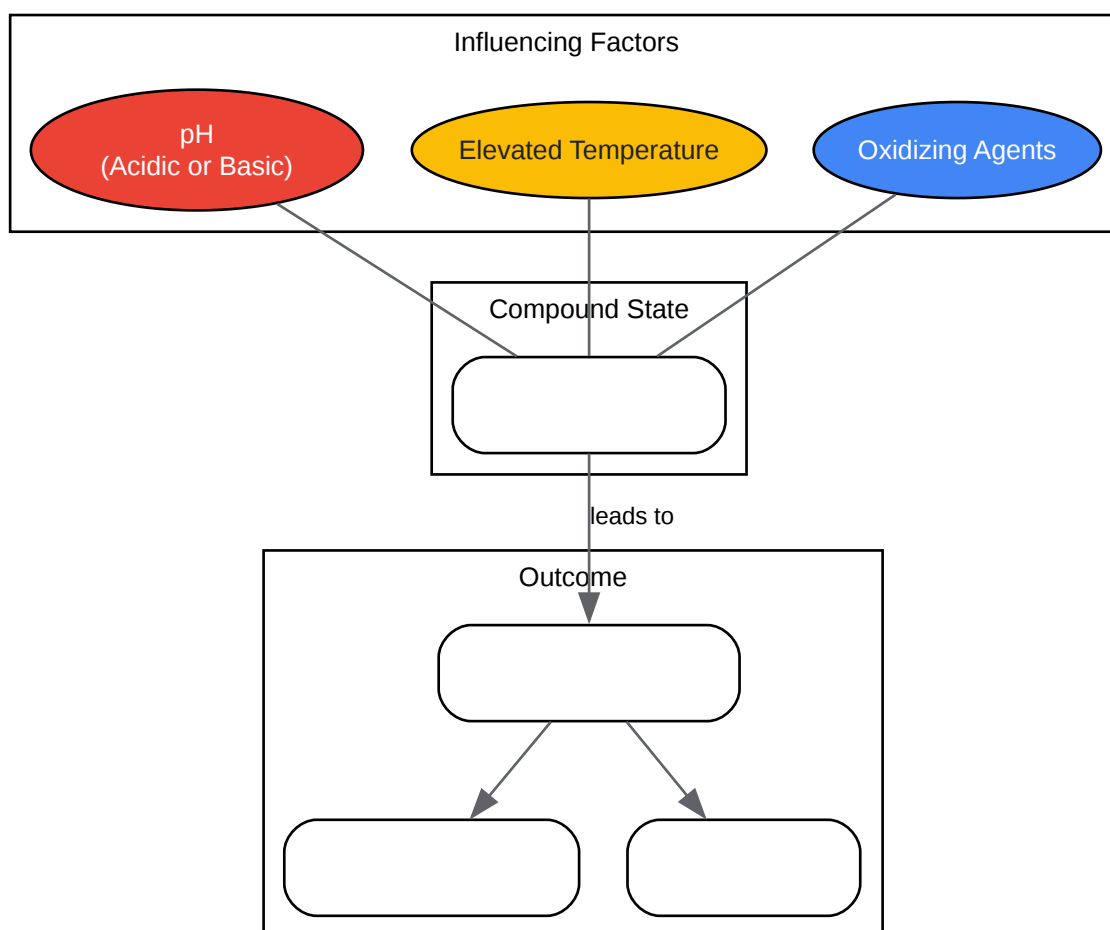 Influencing Factors
pH
(Acidic or Basic)
Elevated Temperature
Oxidizing Agents
Compound State
leads to
Outcome